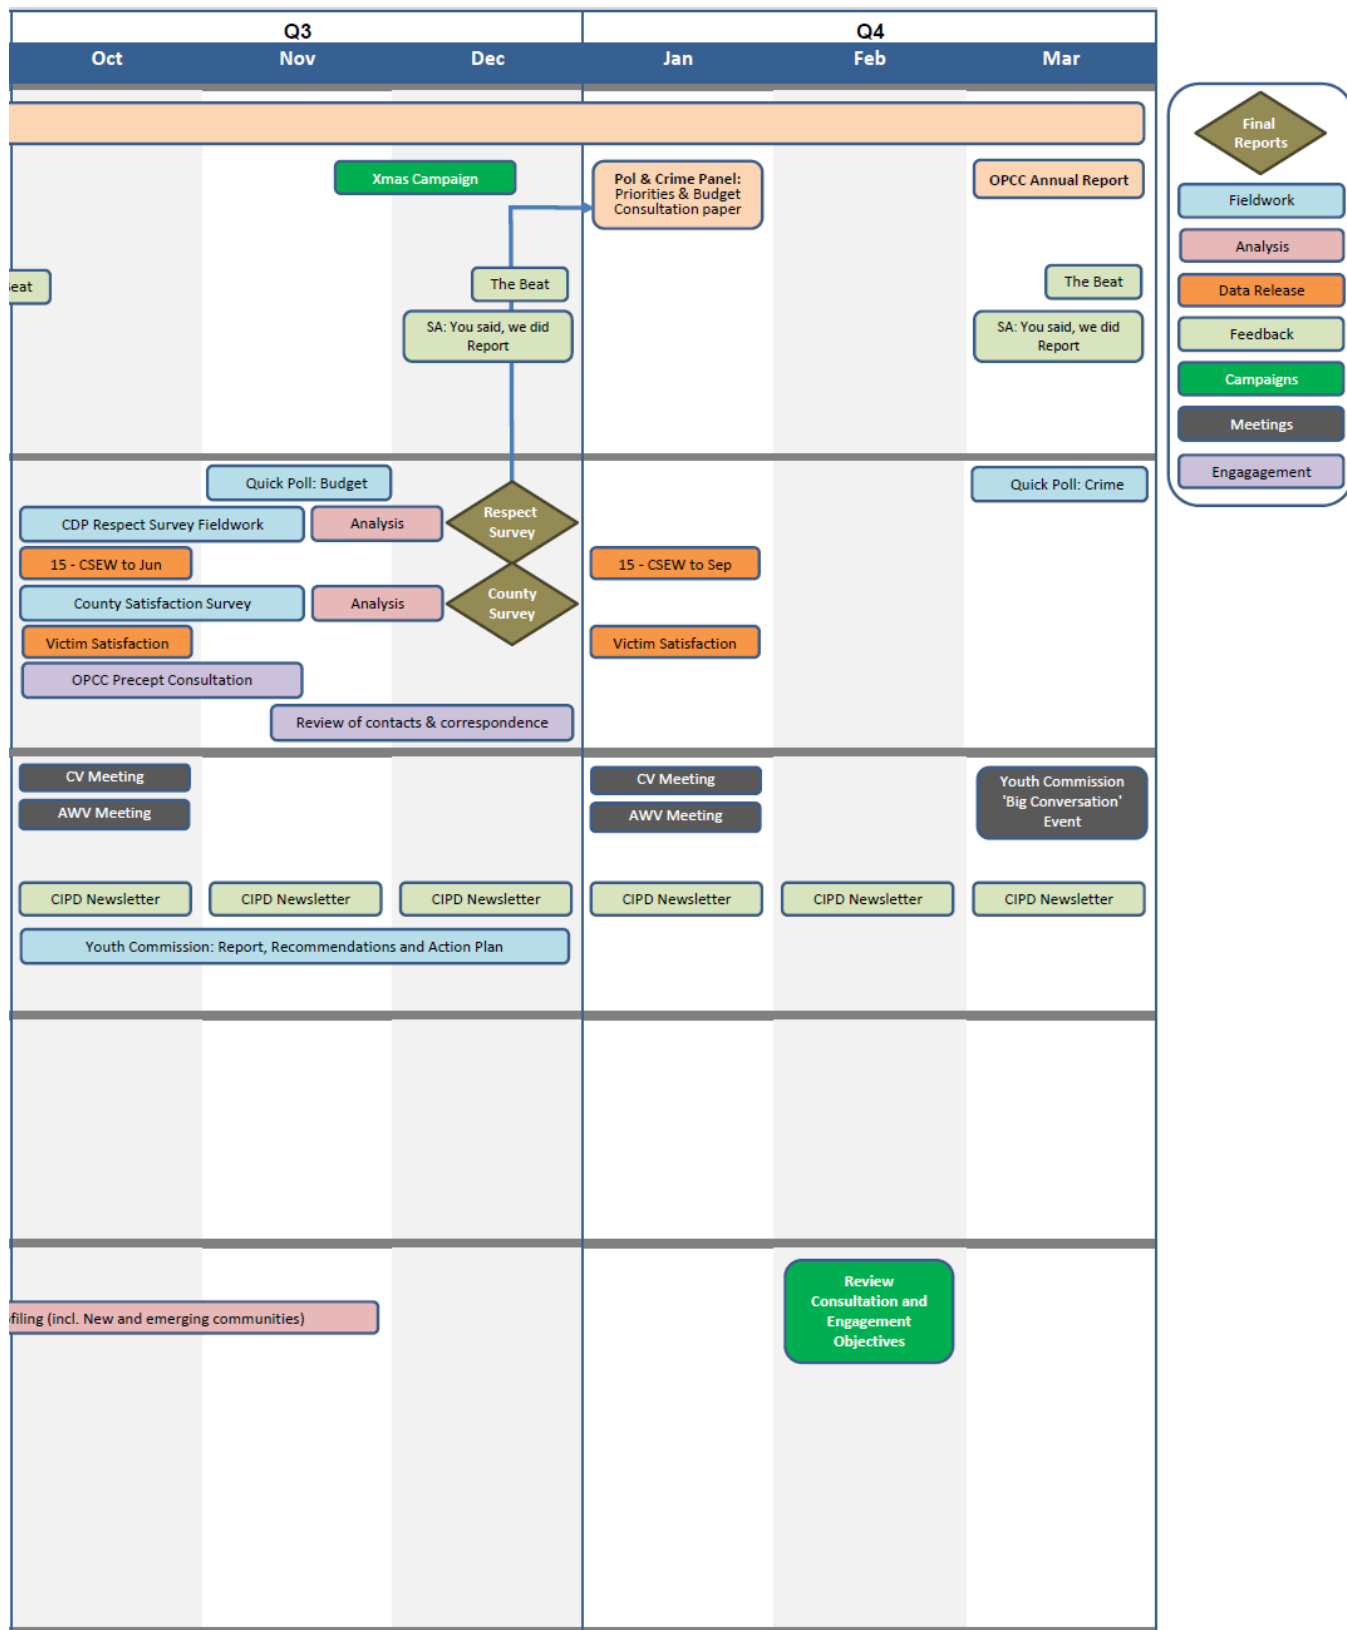 Q3
Q4
Oct
Nov
Dec
Jan
Feb
Mar
Xmas Campaign
Pol & Crime Panel:
Priorities & Budget
Consultation paper
OPCC Annual Report
eat
The Beat
The Beat
SA: You said, we did
Report
SA: You said, we did
Report
Quick Poll: Budget
Quick Poll: Crime
CDP Respect Survey Fieldwork
Analysis
Respect
Survey
15 - CSEW to Jun
15 - CSEW to Sep
County Satisfaction Survey
Analysis
County
Survey
Victim Satisfaction
Victim Satisfaction
OPCC Precept Consultation
Review of contacts & correspondence
CV Meeting
CV Meeting
Youth Commission
'Big Conversation'
Event
AWV Meeting
AWV Meeting
CIPD Newsletter
CIPD Newsletter
CIPD Newsletter
CIPD Newsletter
CIPD Newsletter
CIPD Newsletter
Youth Commission: Report, Recommendations and Action Plan
Review
Consultation and
Engagement
Objectives
filing (incl. New and emerging communities)
Final
Reports
Fieldwork
Analysis
Data Release
Feedback
Campaigns
Meetings
Engagagement